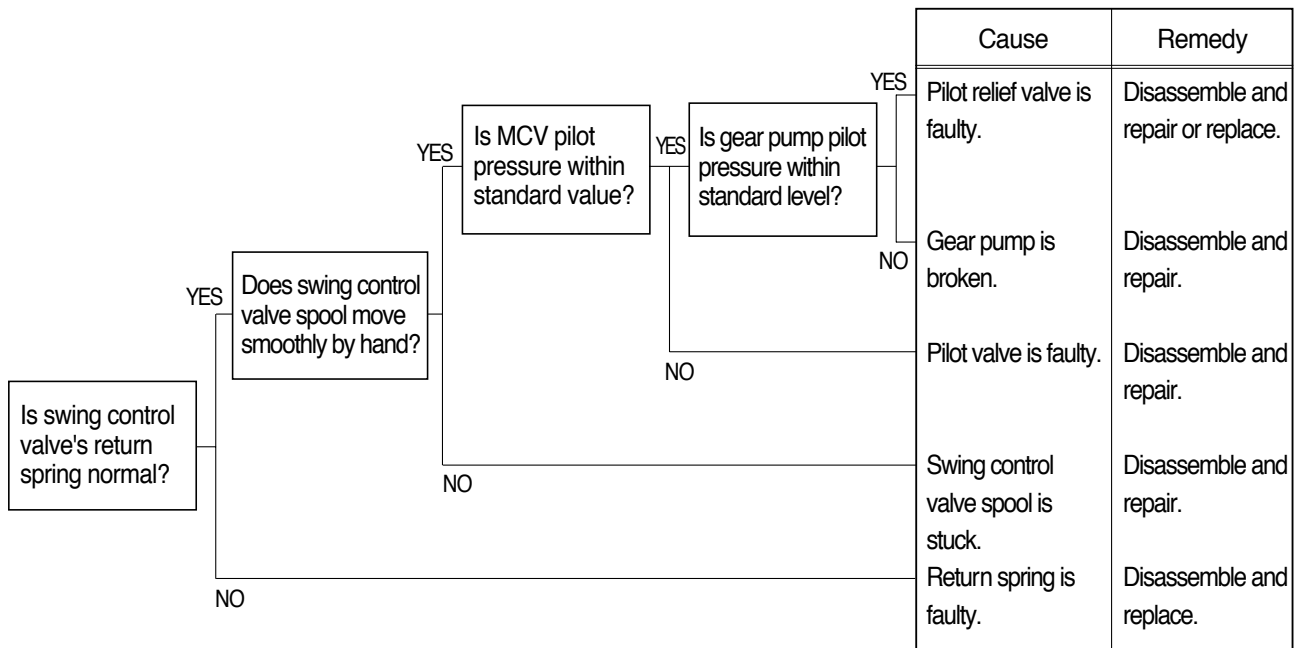 Cause
Remedy
YES
Pilot relief valve is
faulty.
Disassemble and
repair or replace.
Is MCV pilot
pressure within
standard value?
YES
YES
Is gear pump pilot
pressure within
standard level?
NO
Gear pump is
broken.
Disassemble and
repair.
Does swing control
valve spool move
smoothly by hand?
YES
NO
Pilot valve is faulty.
Disassemble and
repair.
Is swing control
valve's return
spring normal?
NO
Swing control
valve spool is
stuck.
Disassemble and
repair.
NO
Return spring is
faulty.
Disassemble and
replace.